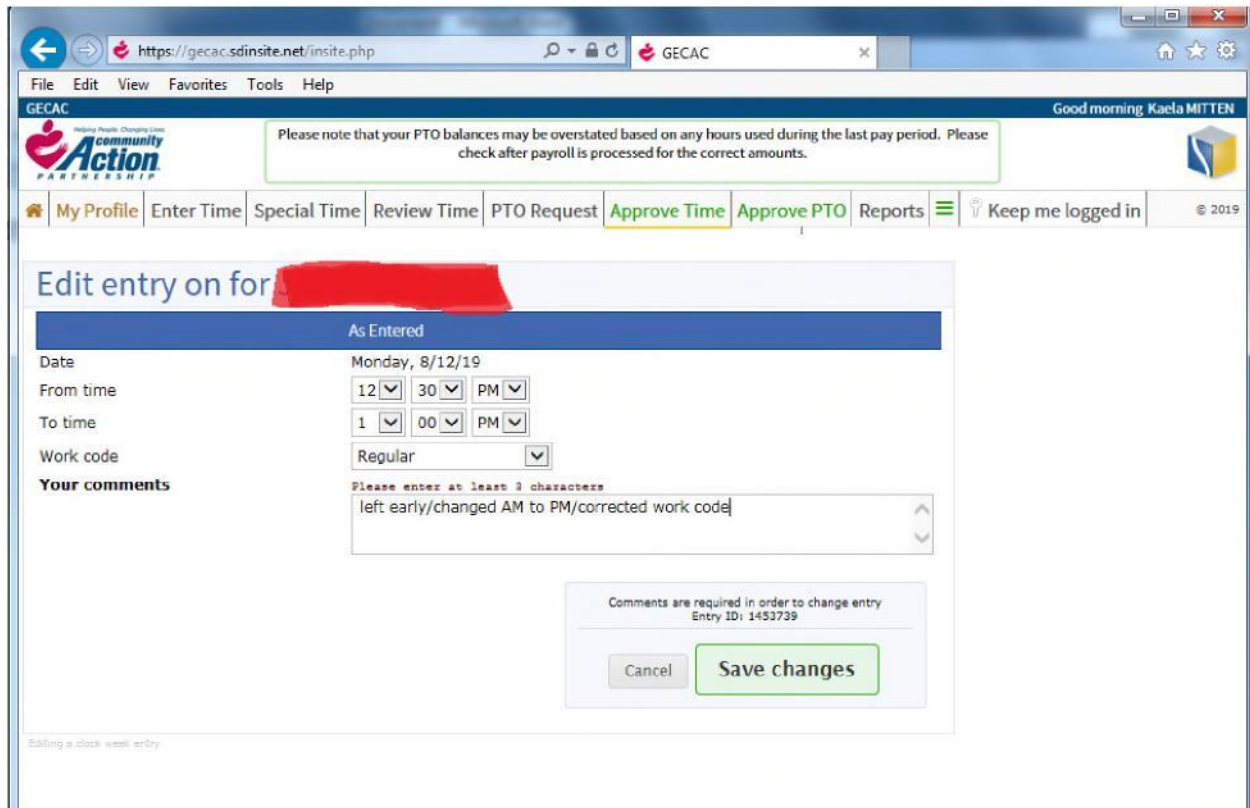 https://gecac.sdinsite.net/insite.php
GECAC
File Edit View Favorites Tools Help
GECAC Good morning, Kaela MITTEN
Helping People Changing Lives
community
Action
PARTNERSHIP
Please note that your PTO balances may be overstated based on any hours used during the last pay period. Please
check after payroll is processed for the correct amounts.
My Profile Enter Time Special Time Review Time PTO Request Approve Time Approve PTO Reports Keep me logged in © 2019
Edit entry on for
As Entered
Date Monday, 8/12/19
From time 12 30 PM
To time 1 00 PM
Work code Regular
Your comments Please enter at least 3 characters
left early/changed AM to PM/corrected work code
Comments are required in order to change entry
Entry ID: 1453739
Cancel Save changes
Editing a clock week entry